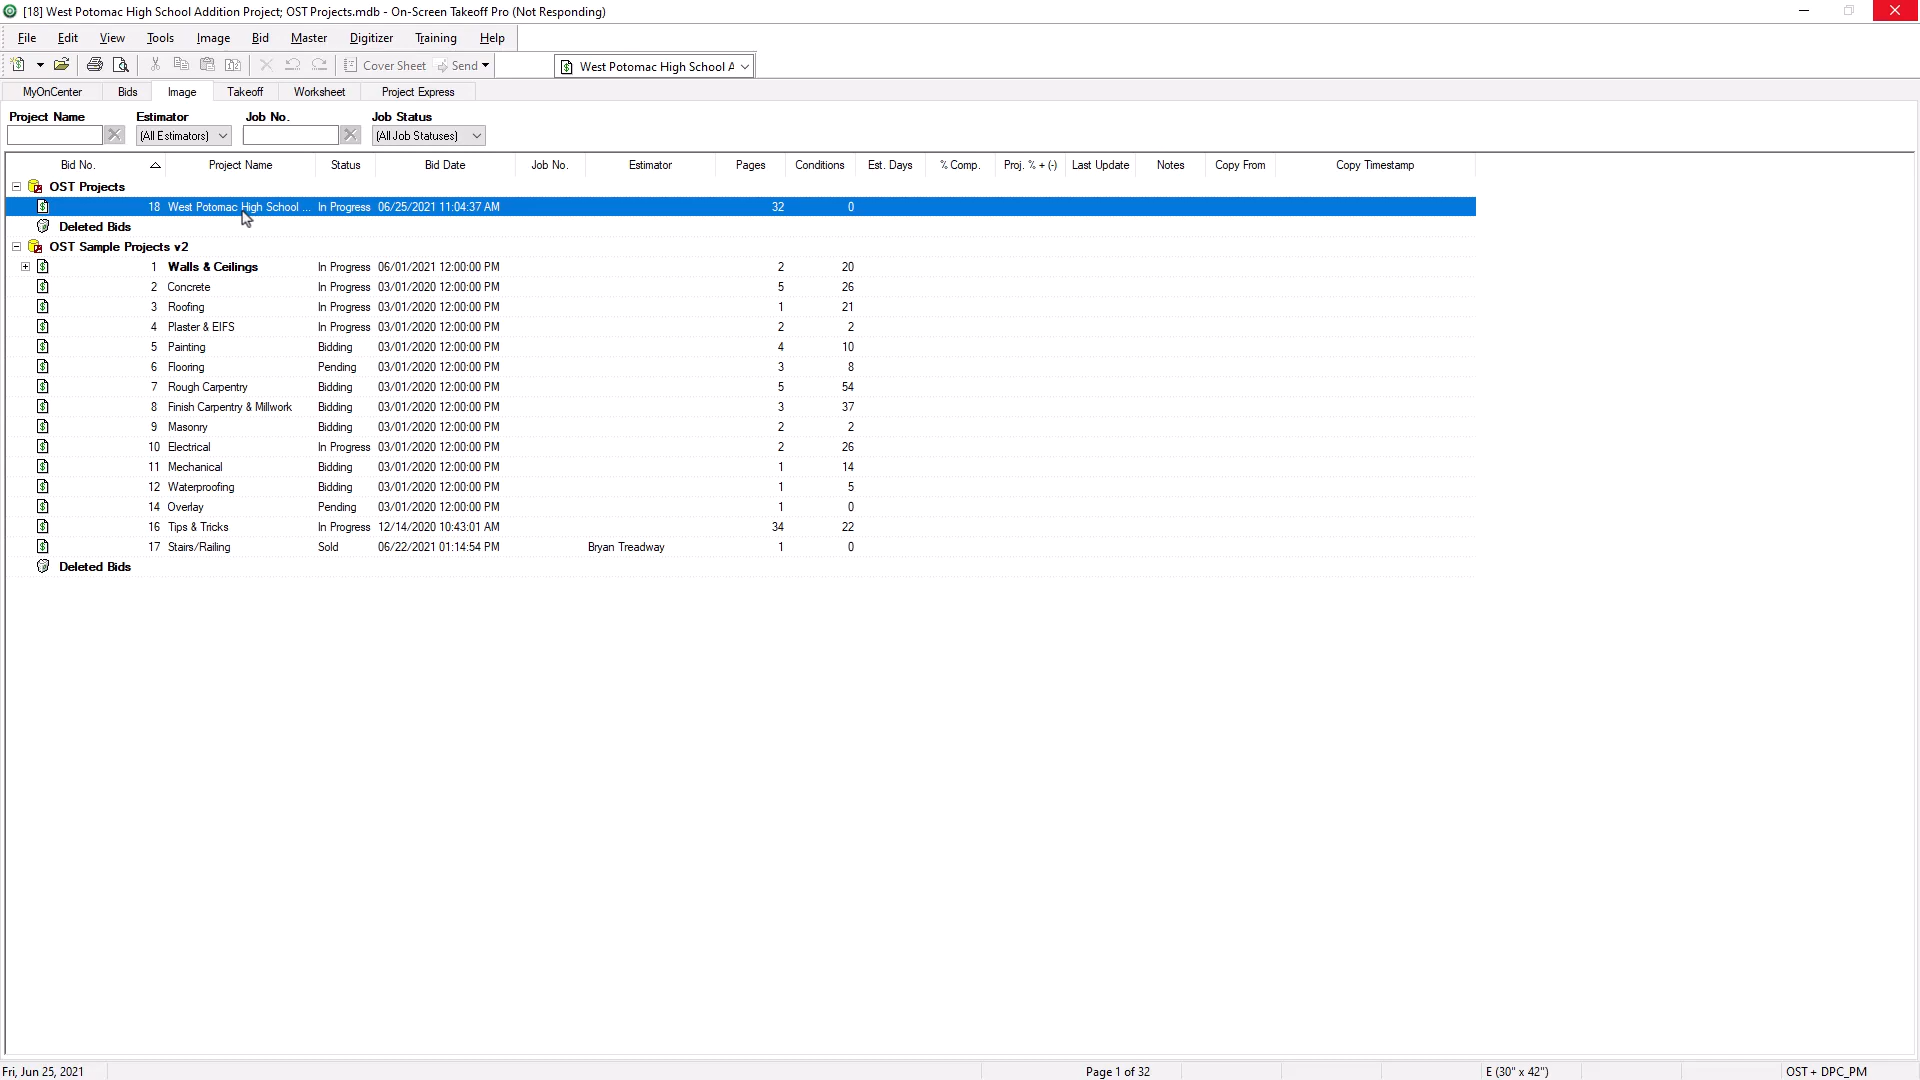 [18] West Potomac High School Addition Project; OST Projects.mdb - On-Screen Takeoff Pro (Not Responding)
File Edit View Tools Image Bid Master Digitizer Training Help
Cover Sheet Send West Potomac High School A
MyOnCenter Bids Image Takeoff Worksheet Project Express
Project Name Estimator Job No. Job Status
(All Estimators) (All Job Statuses)
Bid No. Project Name Status Bid Date Job No. Estimator Pages Conditions Est. Days % Comp. Proj. % + (-) Last Update Notes Copy From Copy Timestamp
OST Projects
18 West Potomac High School ... In Progress 06/25/2021 11:04:37 AM 32 0
Deleted Bids
OST Sample Projects v2
1 Walls & Ceilings In Progress 06/01/2021 12:00:00 PM 2 20
2 Concrete In Progress 03/01/2020 12:00:00 PM 5 26
3 Roofing In Progress 03/01/2020 12:00:00 PM 1 21
4 Plaster & EIFS In Progress 03/01/2020 12:00:00 PM 2 2
5 Painting Bidding 03/01/2020 12:00:00 PM 4 10
6 Flooring Pending 03/01/2020 12:00:00 PM 3 8
7 Rough Carpentry Bidding 03/01/2020 12:00:00 PM 5 54
8 Finish Carpentry & Millwork Bidding 03/01/2020 12:00:00 PM 3 37
9 Masonry Bidding 03/01/2020 12:00:00 PM 2 2
10 Electrical In Progress 03/01/2020 12:00:00 PM 2 26
11 Mechanical Bidding 03/01/2020 12:00:00 PM 1 14
12 Waterproofing Bidding 03/01/2020 12:00:00 PM 1 5
14 Overlay Pending 03/01/2020 12:00:00 PM 1 0
16 Tips & Tricks In Progress 12/14/2020 10:43:01 AM 34 22
17 Stairs/Railing Sold 06/22/2021 01:14:54 PM Bryan Treadway 1 0
Deleted Bids
Fri, Jun 25, 2021 Page 1 of 32 E (30" x 42") OST + DPC_PM